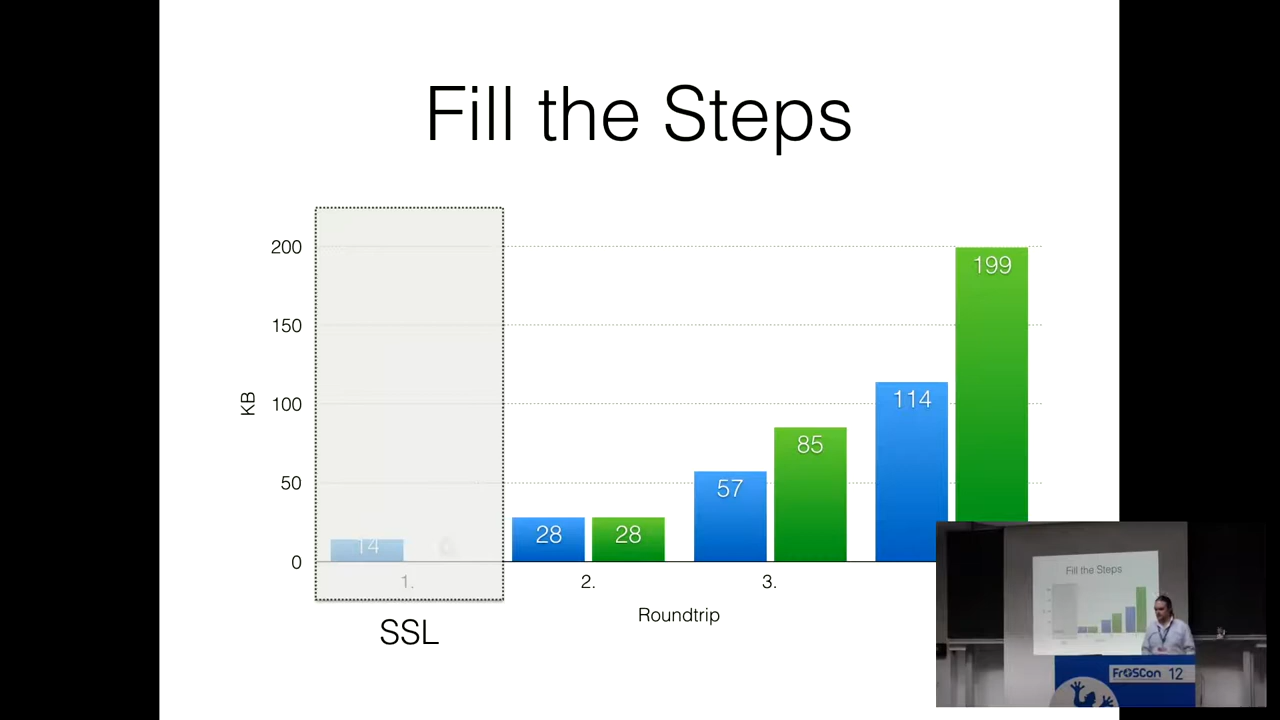 Fill the Steps
200
199
150
114
KB
100
85
50
57
28
28
14
0
0
1.
2.
3.
Roundtrip
SSL
Fill the Steps
FrOSCon 12